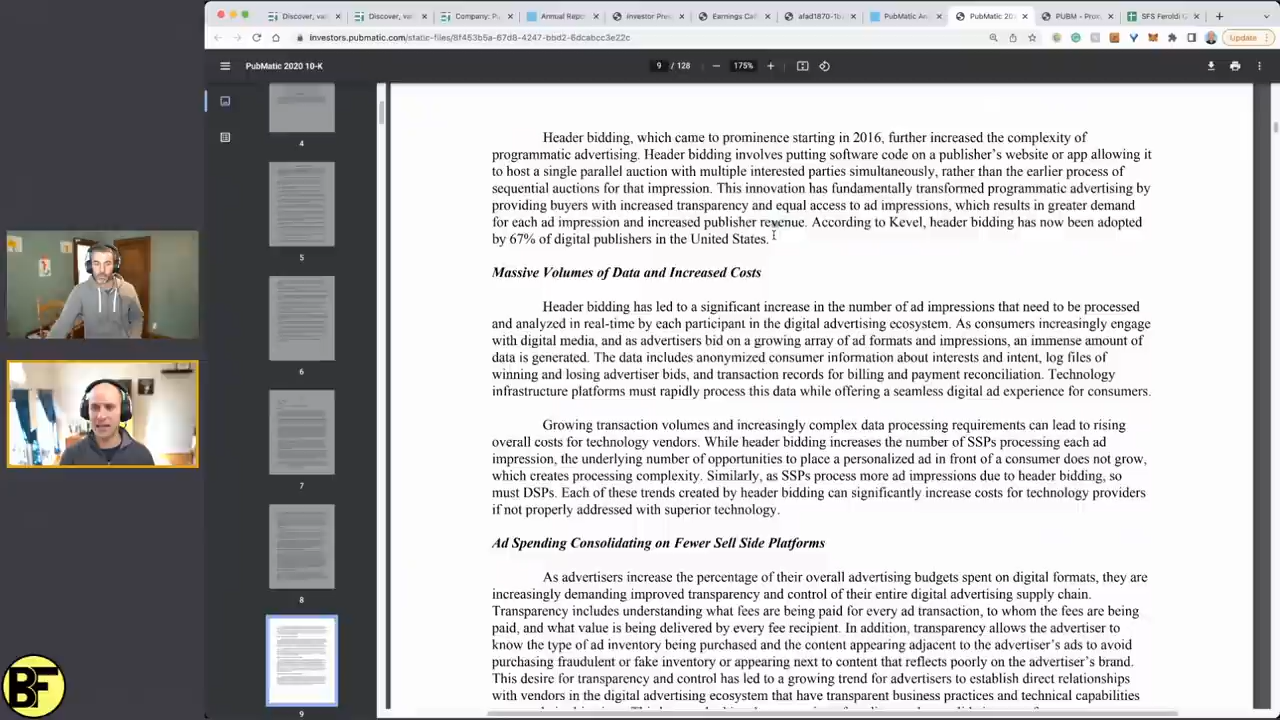 Discover, val
Discover, val
Company: Pu
Annual Repo
Investor Pre
Earnings Cal
afad1870-1b
PubMatic An
PubMatic 20
PUBM - Prox
SFS Feroldi Q
investors.pubmatic.com/static-files/8f453b5a-67d8-4247-bbd2-6dcabcc3e22c
Update
PubMatic 2020 10-K
9 / 128
175%
4
5
6
7
8
9
Header bidding, which came to prominence starting in 2016, further increased the complexity of
programmatic advertising. Header bidding involves putting software code on a publisher's website or app allowing it
to host a single parallel auction with multiple interested parties simultaneously, rather than the earlier process of
sequential auctions for that impression. This innovation has fundamentally transformed programmatic advertising by
providing buyers with increased transparency and equal access to ad impressions, which results in greater demand
for each ad impression and increased publisher revenue. According to Kevel, header bidding has now been adopted
by 67% of digital publishers in the United States.
Massive Volumes of Data and Increased Costs
Header bidding has led to a significant increase in the number of ad impressions that need to be processed
and analyzed in real-time by each participant in the digital advertising ecosystem. As consumers increasingly engage
with digital media, and as advertisers bid on a growing array of ad formats and impressions, an immense amount of
data is generated. The data includes anonymized consumer information about interests and intent, log files of
winning and losing advertiser bids, and transaction records for billing and payment reconciliation. Technology
infrastructure platforms must rapidly process this data while offering a seamless digital ad experience for consumers.
Growing transaction volumes and increasingly complex data processing requirements can lead to rising
overall costs for technology vendors. While header bidding increases the number of SSPs processing each ad
impression, the underlying number of opportunities to place a personalized ad in front of a consumer does not grow,
which creates processing complexity. Similarly, as SSPs process more ad impressions due to header bidding, so
must DSPs. Each of these trends created by header bidding can significantly increase costs for technology providers
if not properly addressed with superior technology.
Ad Spending Consolidating on Fewer Sell Side Platforms
As advertisers increase the percentage of their overall advertising budgets spent on digital formats, they are
increasingly demanding improved transparency and control of their entire digital advertising supply chain.
Transparency includes understanding what fees are being paid for every ad transaction, to whom the fees are being
paid, and what value is being delivered by every fee recipient. In addition, transparency allows the advertiser to
know the type of ad inventory being purchased and the content appearing adjacent to the advertiser's ads to avoid
purchasing fraudulent or fake inventory or appearing next to content that reflects poorly on the advertiser's brand.
This desire for transparency and control has led to a growing trend for advertisers to establish direct relationships
with vendors in the digital advertising ecosystem that have transparent business practices and technical capabilities
BF